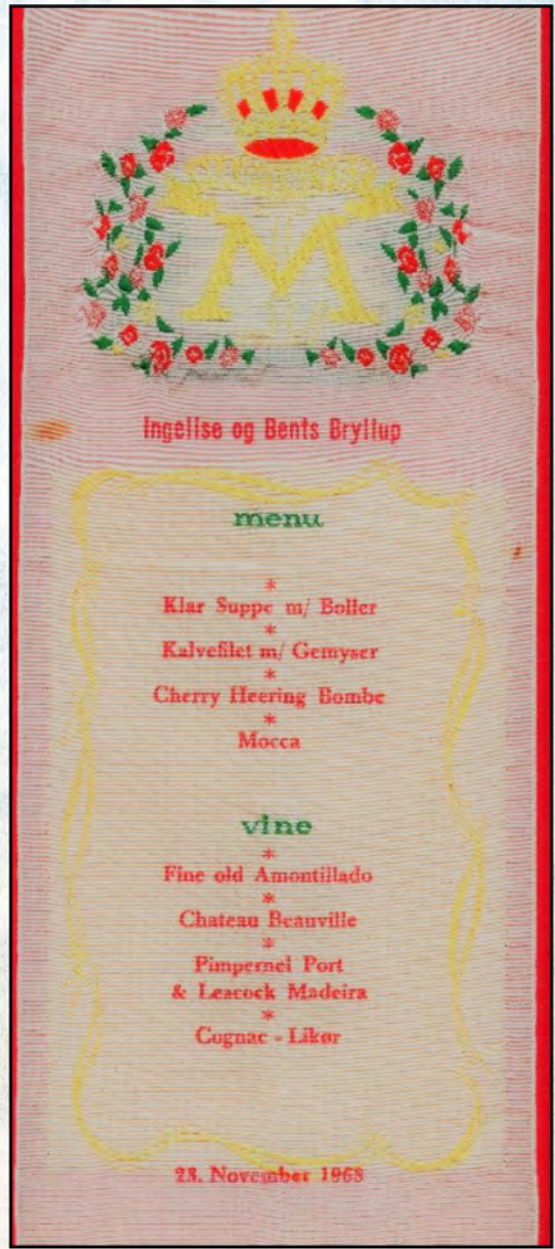 M
Ingelise og Bents Bryllup
menu
*
Klar Suppe m/ Boller
*
Kalvefilet m/ Gemyser
*
Cherry Heering Bombe
*
Mocca
vine
*
Fine old Amontillado
*
Chateau Beauville
*
Pimpernel Port
& Leacock Madeira
*
Cognac - Likør
23. November 1968